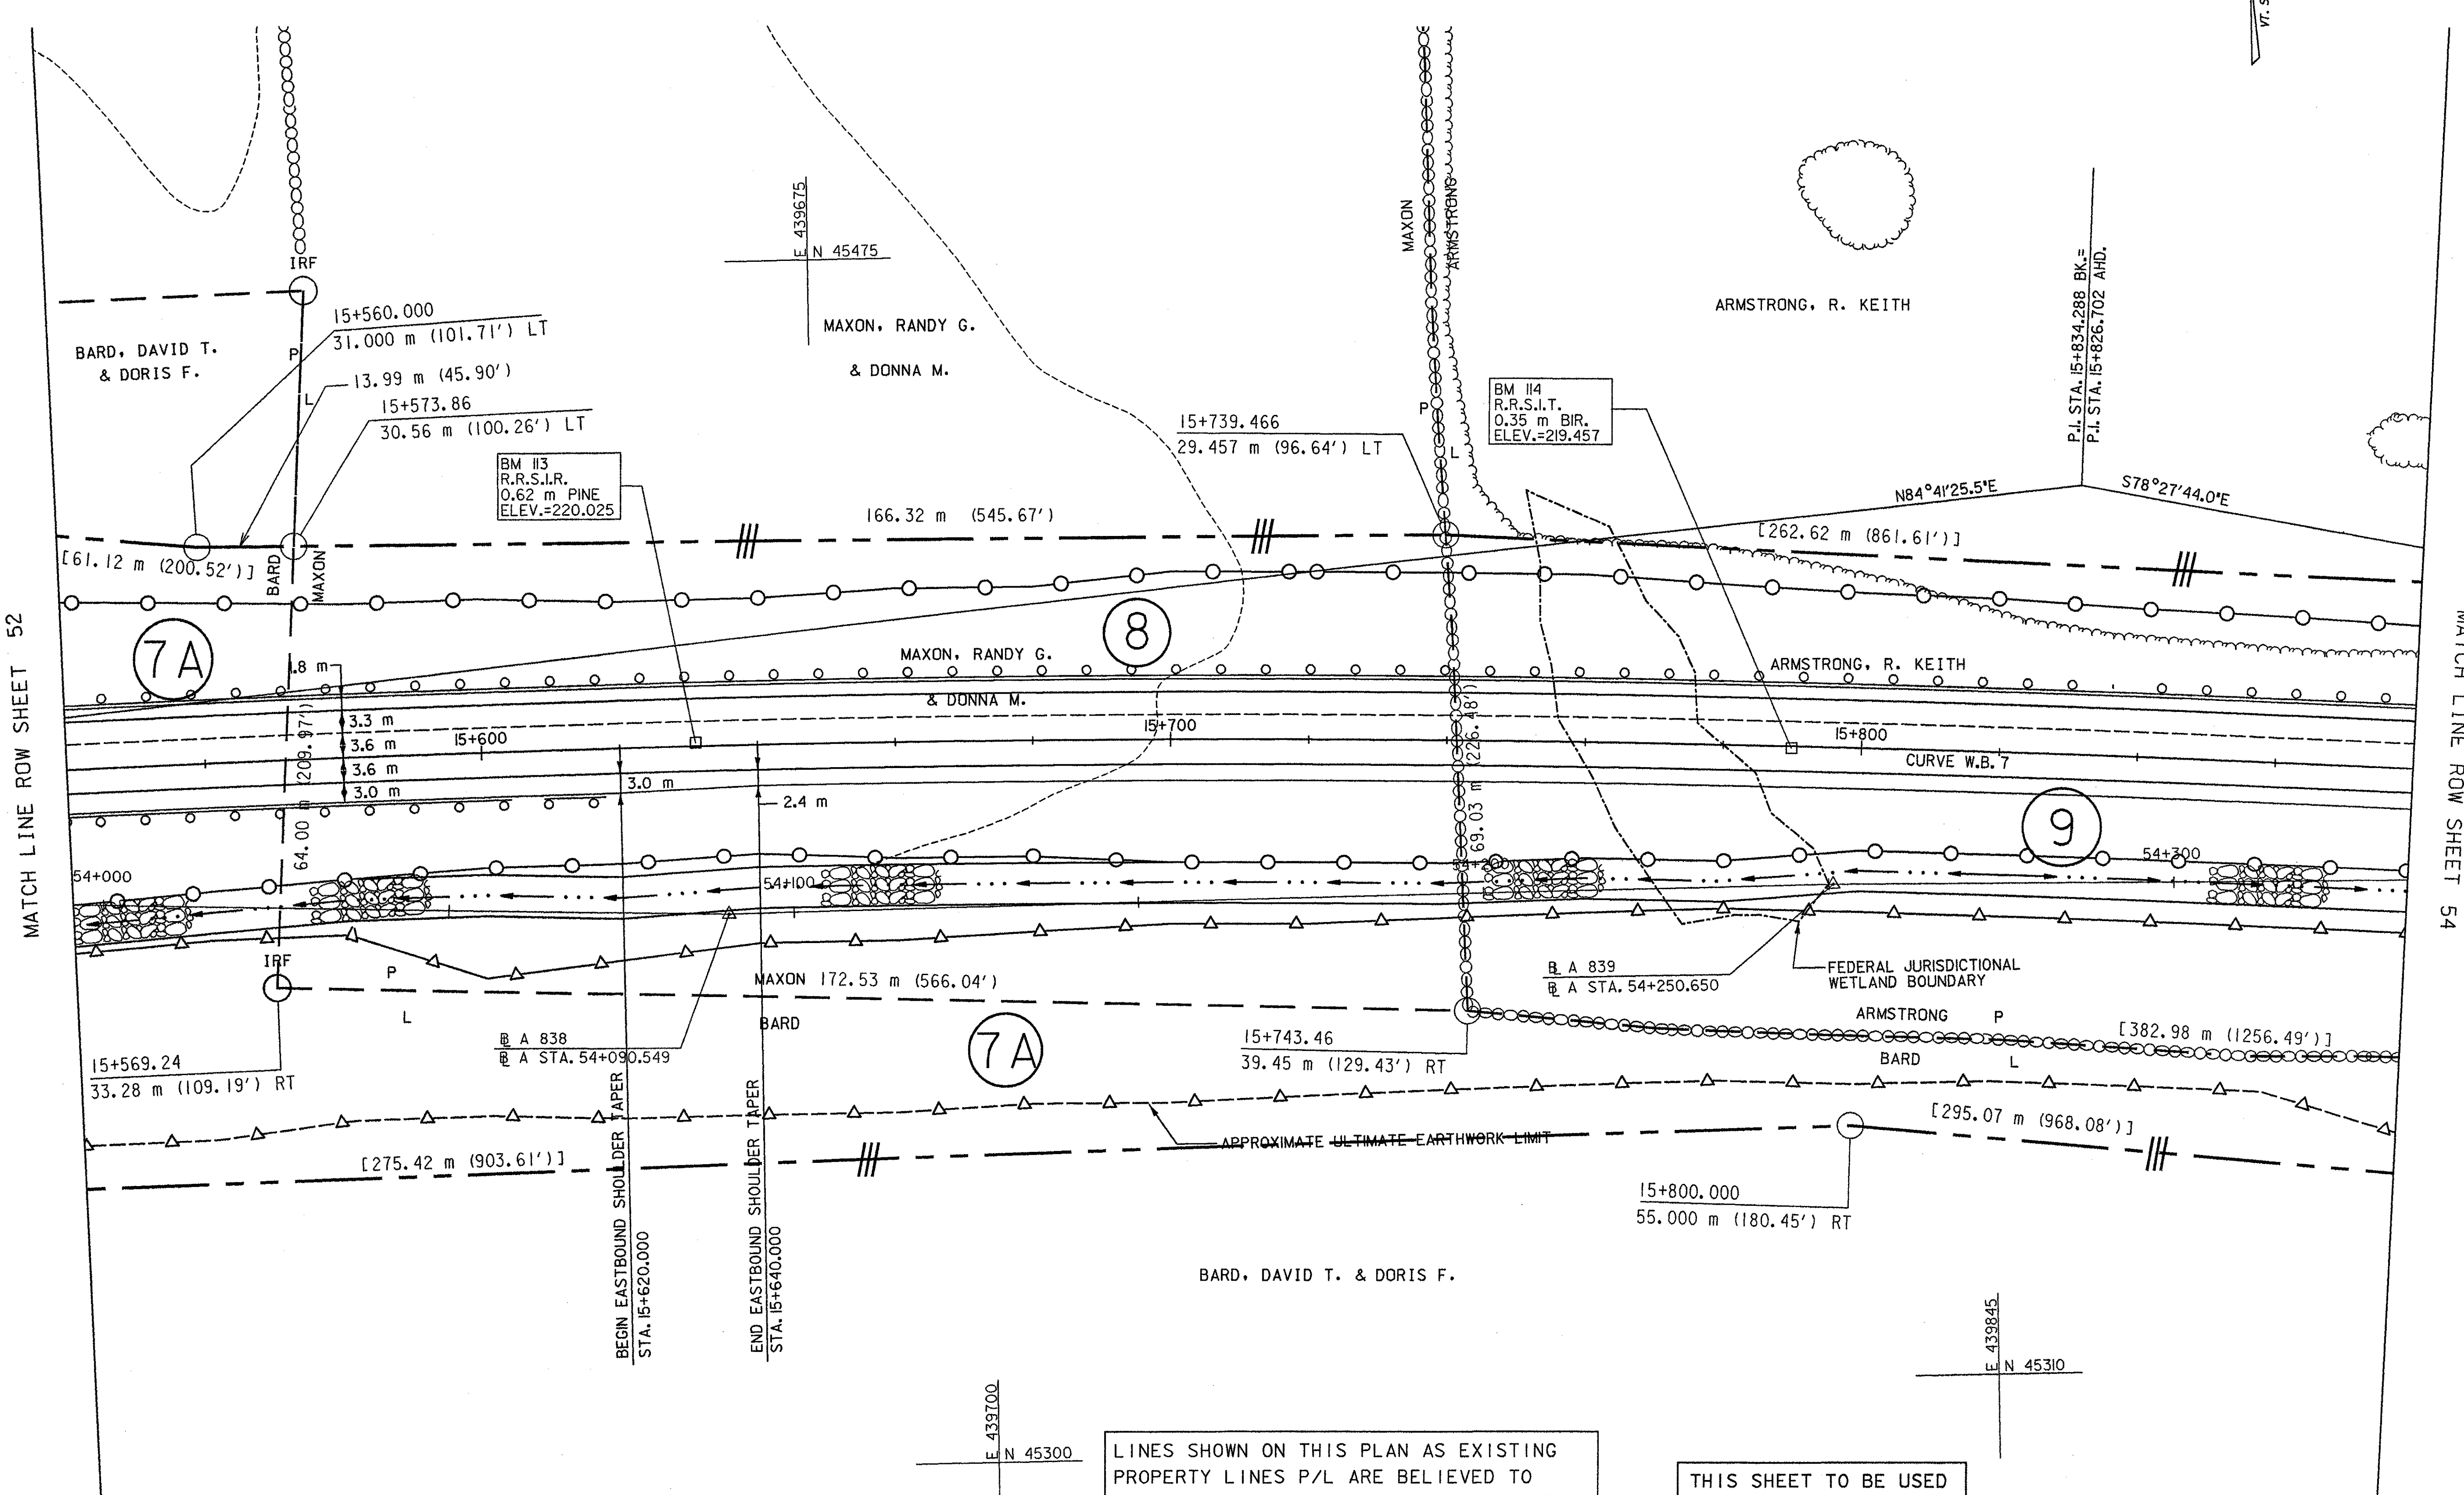 VT. S
IRF
E 439675
N 45475
MAXON
ARMSTRONG
15+560.000
31.000 m (101.71') LT
MAXON, RANDY G.
& DONNA M.
ARMSTRONG, R. KEITH
P.I. STA. 15+834.288 BK.=
P.I. STA. 15+826.702 AHD.
BARD, DAVID T.
& DORIS F.
P
L
13.99 m (45.90')
15+573.86
30.56 m (100.26') LT
BM 113
R.R.S.I.R.
0.62 m PINE
ELEV.=220.025
15+739.466
29.457 m (96.64') LT
P
L
BM 114
R.R.S.I.T.
0.35 m BIR.
ELEV.=219.457
N84°41'25.5"E
S78°27'44.0"E
166.32 m (545.67')
[262.62 m (861.61')]
[61.12 m (200.52')]
BARD
MAXON
MATCH LINE ROW SHEET 52
MATCH LINE ROW SHEET 54
7A
8
MAXON, RANDY G.
& DONNA M.
ARMSTRONG, R. KEITH
1.8 m
3.3 m
3.6 m
3.6 m
3.0 m
15+600
15+700
15+800
CURVE W.B. 7
3.0 m
2.4 m
64.00 m (209.97')
69.03 m (226.48')
9
54+000
54+100
54+200
54+300
IRF
P
L
MAXON 172.53 m (566.04')
BARD
B̲L A 838
B̲L A STA. 54+090.549
B̲L A 839
B̲L A STA. 54+250.650
FEDERAL JURISDICTIONAL
WETLAND BOUNDARY
15+569.24
33.28 m (109.19') RT
7A
15+743.46
39.45 m (129.43') RT
ARMSTRONG P
BARD L
[382.98 m (1256.49')]
[295.07 m (968.08')]
APPROXIMATE ULTIMATE EARTHWORK LIMIT
[275.42 m (903.61')]
15+800.000
55.000 m (180.45') RT
BEGIN EASTBOUND SHOULDER TAPER
STA. 15+620.000
END EASTBOUND SHOULDER TAPER
STA. 15+640.000
BARD, DAVID T. & DORIS F.
E 439845
N 45310
E 439700
N 45300
LINES SHOWN ON THIS PLAN AS EXISTING
PROPERTY LINES P/L ARE BELIEVED TO
THIS SHEET TO BE USED